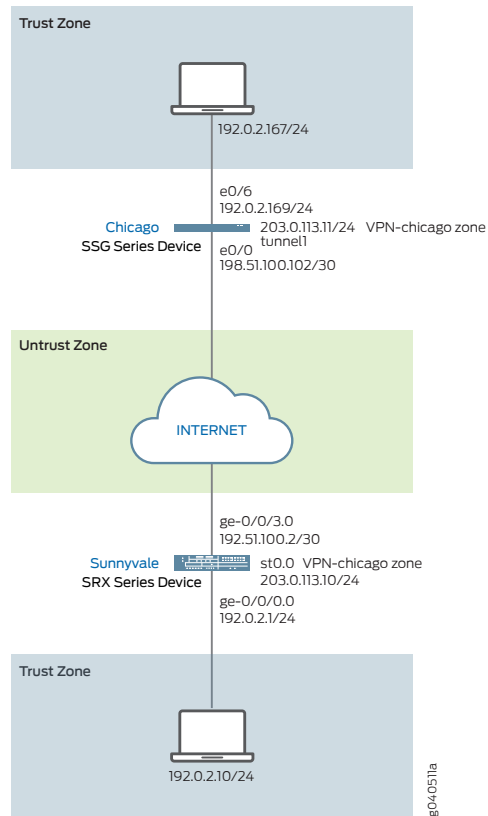 Trust Zone
192.0.2.167/24
e0/6
192.0.2.169/24
Chicago
SSG Series Device
203.0.113.11/24 VPN-chicago zone
tunnel1
e0/0
198.51.100.102/30
Untrust Zone
INTERNET
ge-0/0/3.0
192.51.100.2/30
Sunnyvale
SRX Series Device
st0.0 VPN-chicago zone
203.0.113.10/24
ge-0/0/0.0
192.0.2.1/24
Trust Zone
192.0.2.10/24
g040511a